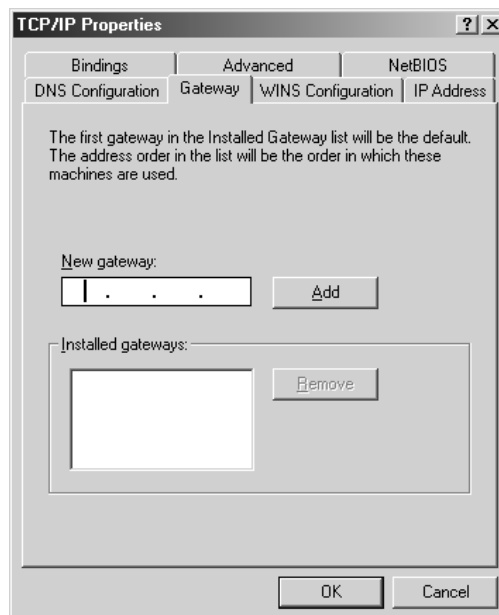 TCP/IP Properties ? ×
Bindings Advanced NetBIOS
DNS Configuration Gateway WINS Configuration IP Address
The first gateway in the Installed Gateway list will be the default.
The address order in the list will be the order in which these
machines are used.
New gateway:
. . .
Add
Installed gateways:
Remove
OK Cancel